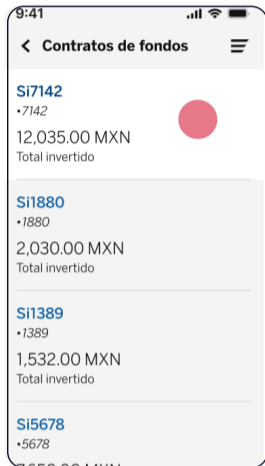 9:41
Contratos de fondos
Si7142
•7142
12,035.00 MXN
Total invertido
Si1880
•1880
2,030.00 MXN
Total invertido
Si1389
•1389
1,532.00 MXN
Total invertido
Si5678
•5678